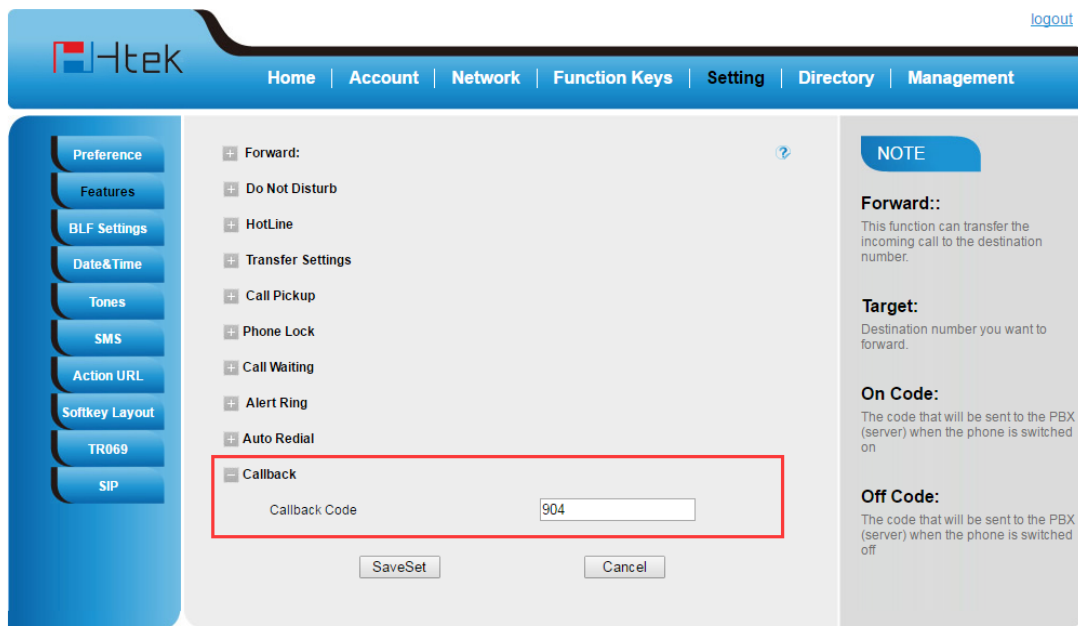 logout
Htek
Home Account Network Function Keys Setting Directory Management
Preference
Features
BLF Settings
Date&Time
Tones
SMS
Action URL
Softkey Layout
TR069
SIP
Forward:
Do Not Disturb
HotLine
Transfer Settings
Call Pickup
Phone Lock
Call Waiting
Alert Ring
Auto Redial
Callback
Callback Code 904
SaveSet Cancel
NOTE
Forward::
This function can transfer the
incoming call to the destination
number.
Target:
Destination number you want to
forward.
On Code:
The code that will be sent to the PBX
(server) when the phone is switched
on
Off Code:
The code that will be sent to the PBX
(server) when the phone is switched
off